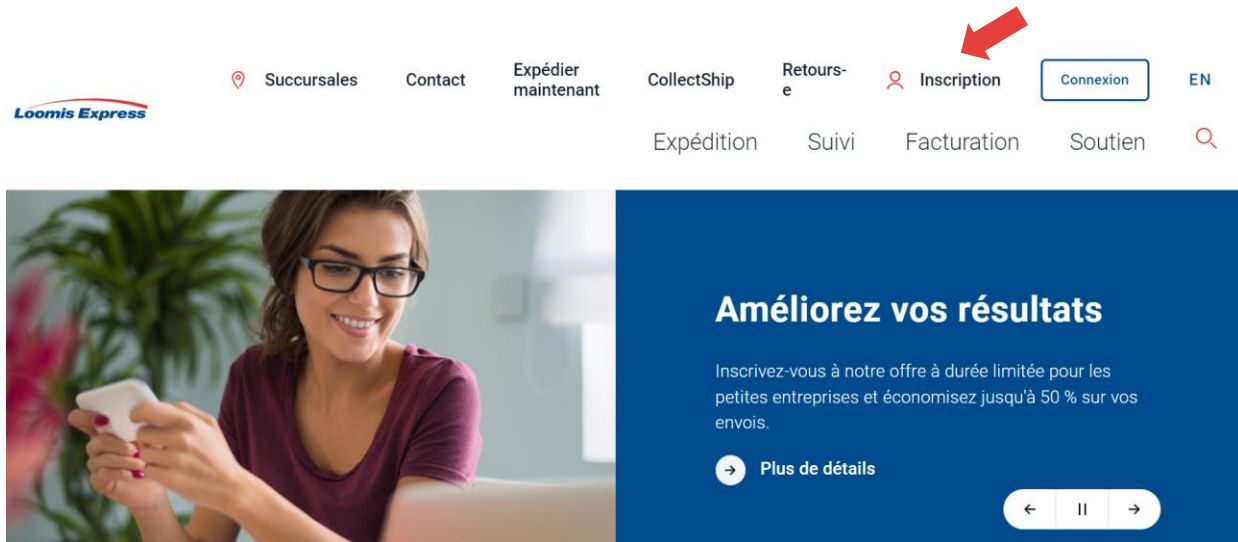 Loomis Express
Succursales
Contact
Expédier
maintenant
CollectShip
Retours-
e
Inscription
Connexion
EN
Expédition
Suivi
Facturation
Soutien
Améliorez vos résultats
Inscrivez-vous à notre offre à durée limitée pour les
petites entreprises et économisez jusqu'à 50 % sur vos
envois.
Plus de détails